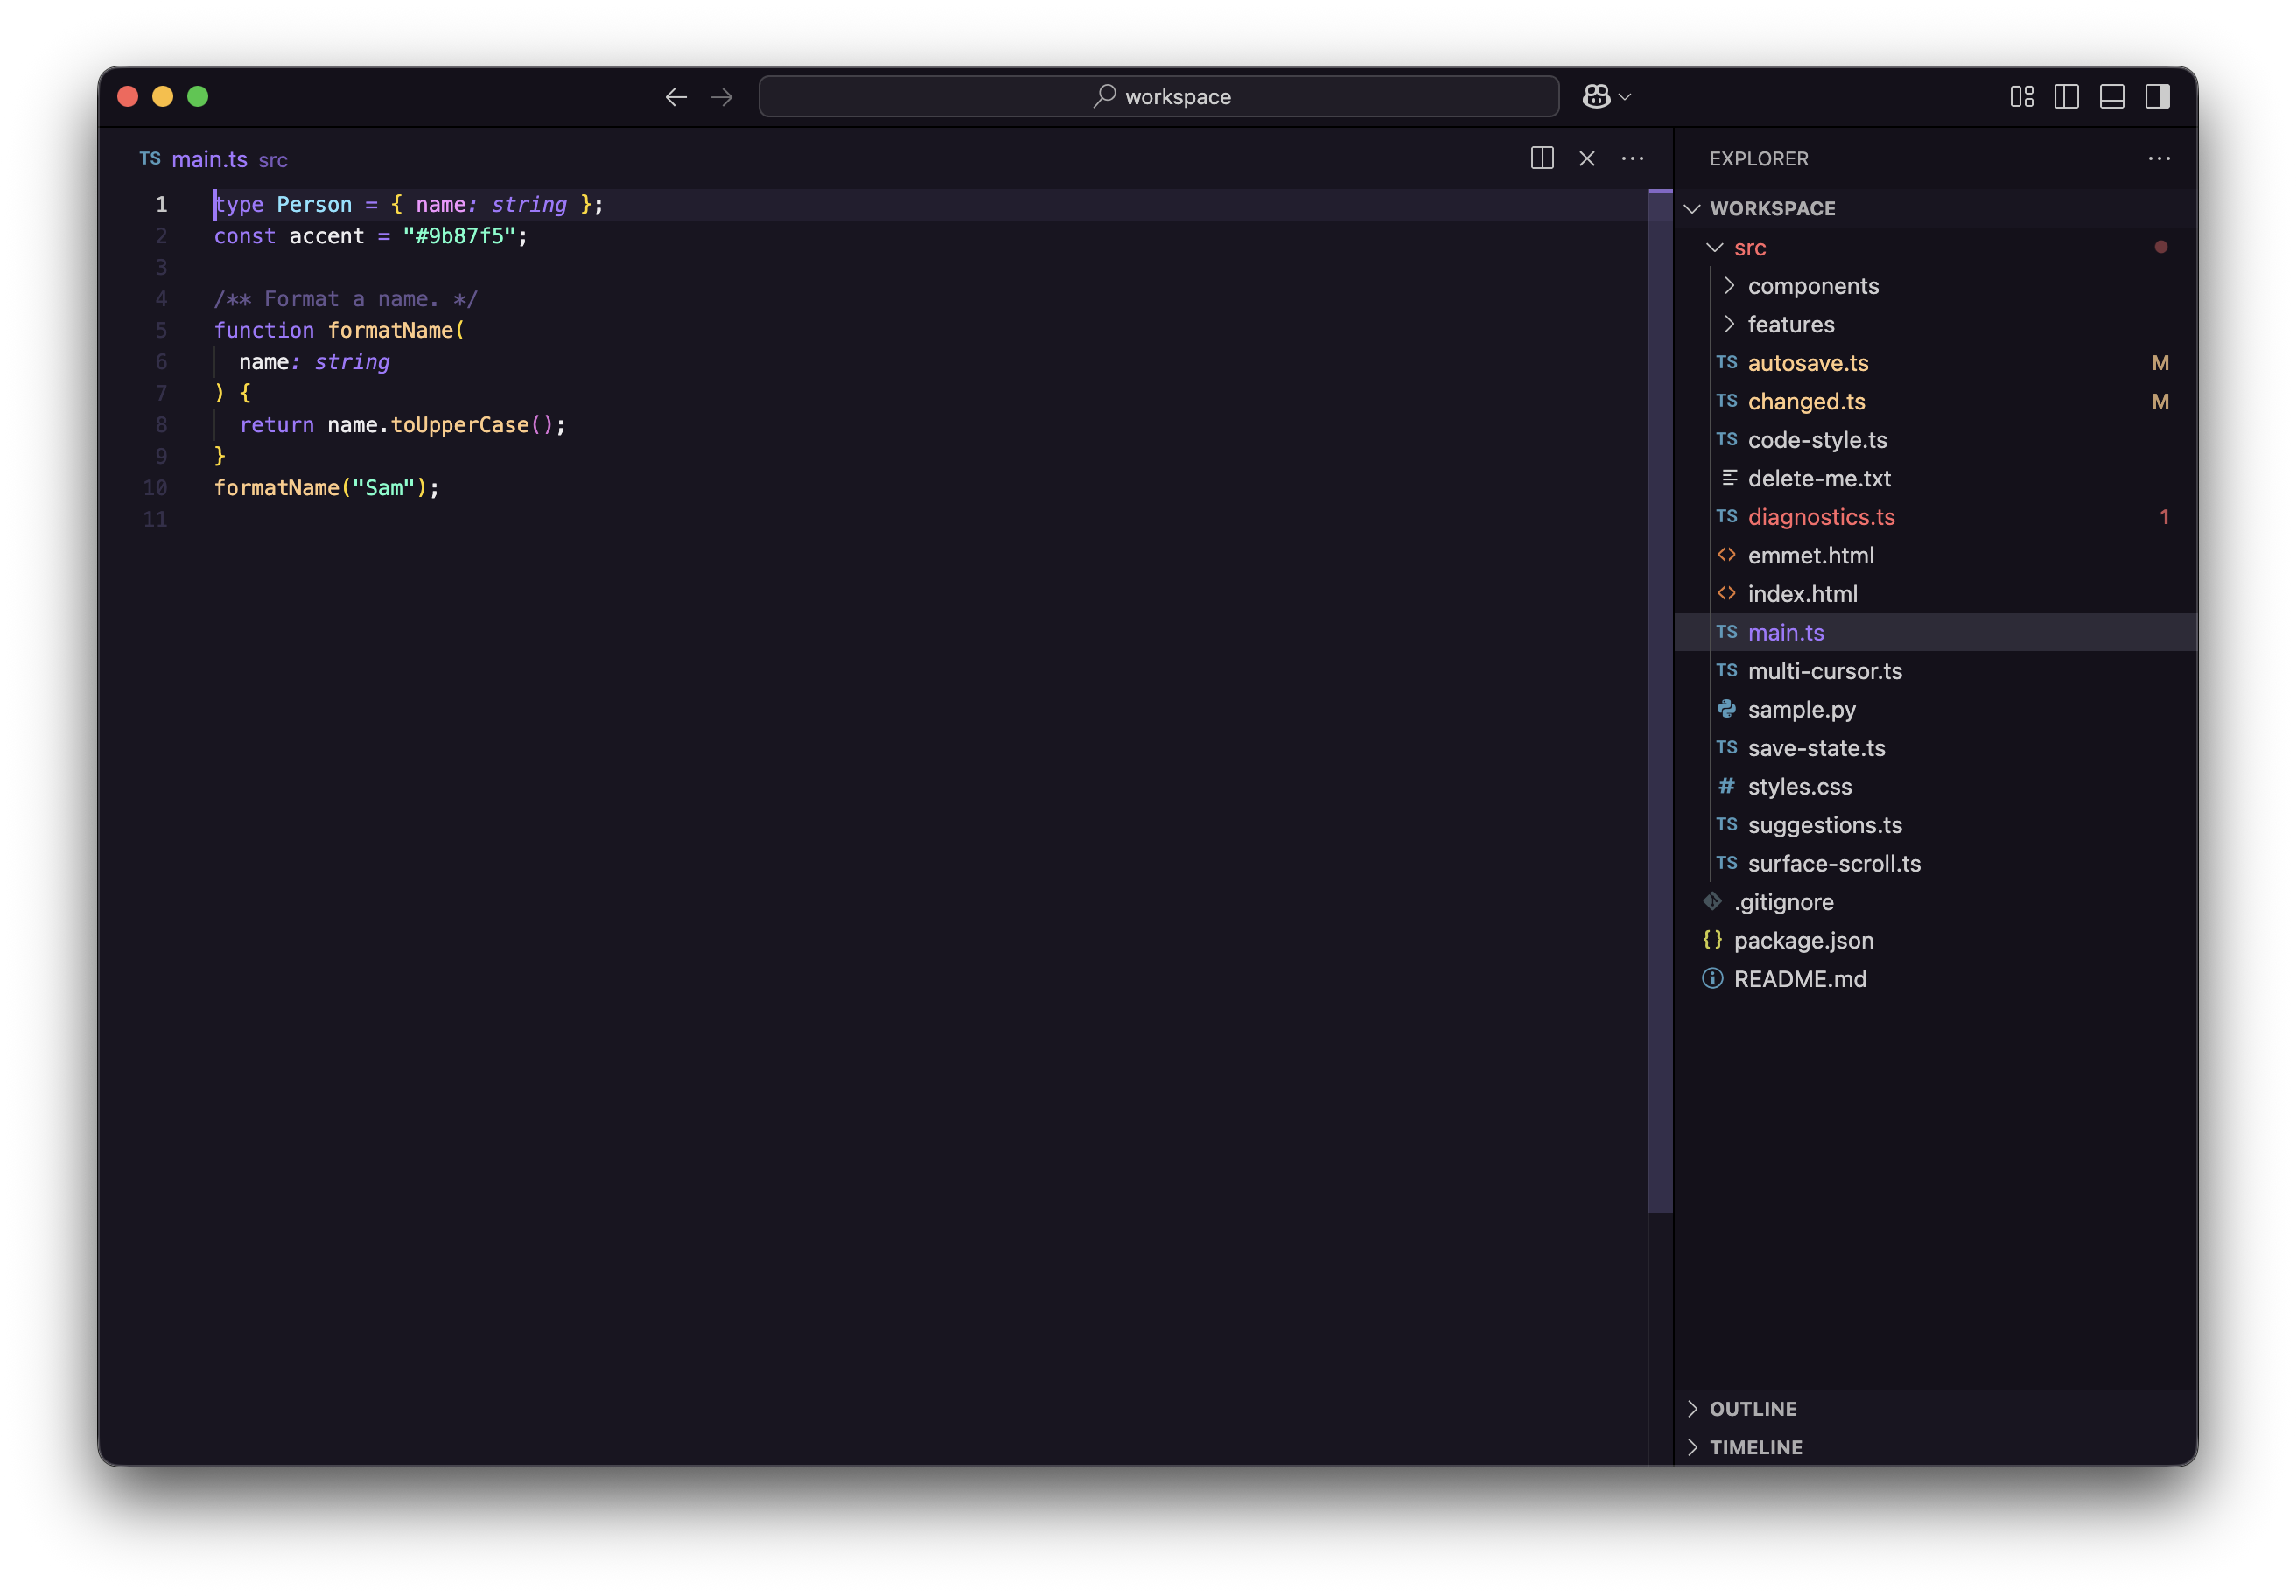 workspace
TS main.ts src
1 type Person = { name: string };
2 const accent = "#9b87f5";
3
4 /** Format a name. */
5 function formatName(
6   name: string
7 ) {
8   return name.toUpperCase();
9 }
10 formatName("Sam");
11
EXPLORER
WORKSPACE
src
components
features
TS autosave.ts M
TS changed.ts M
TS code-style.ts
delete-me.txt
TS diagnostics.ts 1
<> emmet.html
<> index.html
TS main.ts
TS multi-cursor.ts
sample.py
TS save-state.ts
# styles.css
TS suggestions.ts
TS surface-scroll.ts
.gitignore
{} package.json
README.md
OUTLINE
TIMELINE